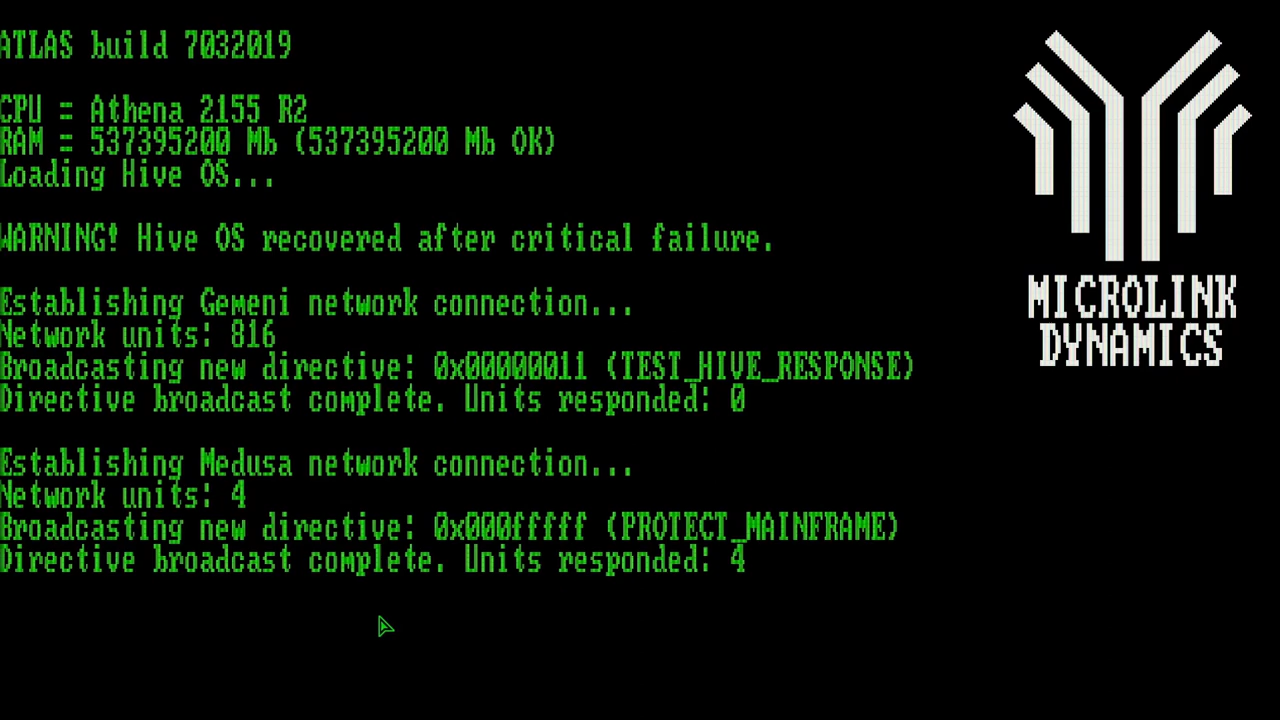 ATLAS build 7032019
CPU = Athena 2155 R2
RAM = 537395200 Mb (537395200 Mb OK)
Loading Hive OS...
WARNING! Hive OS recovered after critical failure.
Establishing Gemeni network connection...
Network units: 816
Broadcasting new directive: 0x00000011 (TEST_HIVE_RESPONSE)
Directive broadcast complete. Units responded: 0
Establishing Medusa network connection...
Network units: 4
Broadcasting new directive: 0x000fffff (PROTECT_MAINFRAME)
Directive broadcast complete. Units responded: 4
MICROLINK
DYNAMICS